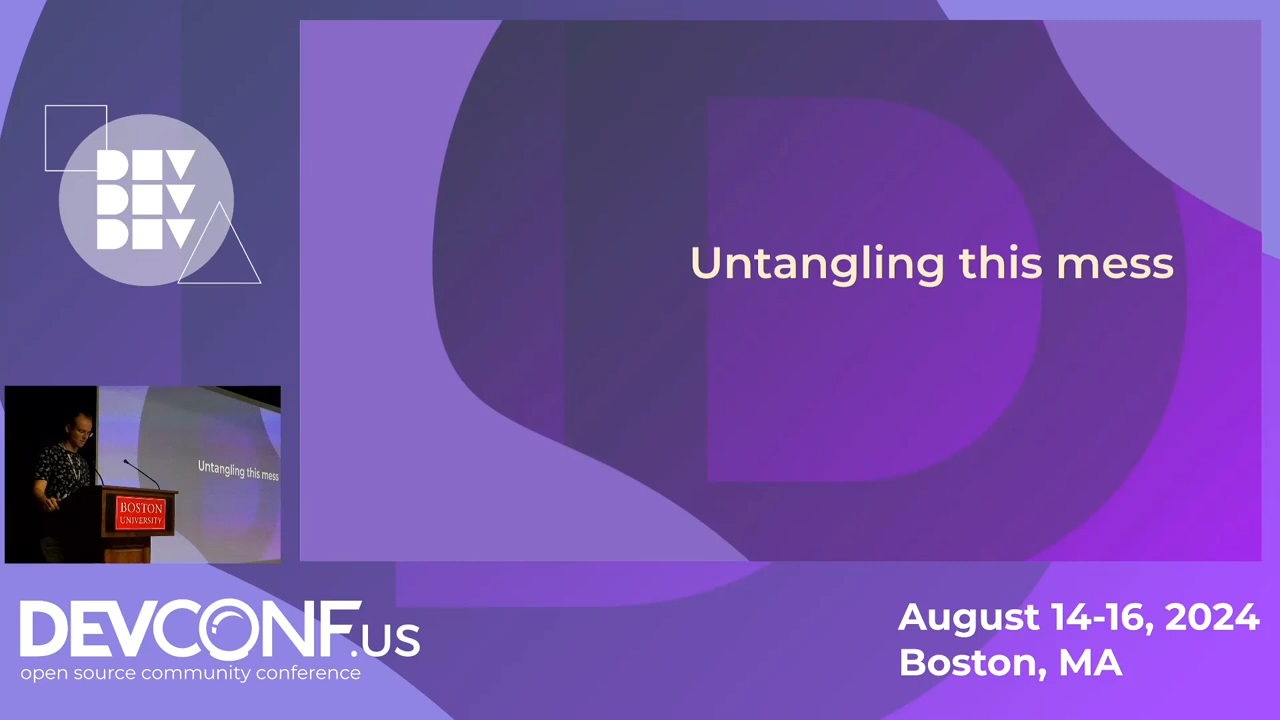 DEV
DEV
DEV
Untangling this mess
Untangling this mess
BOSTON
UNIVERSITY
DEVCONF.US
open source community conference
August 14-16, 2024
Boston, MA